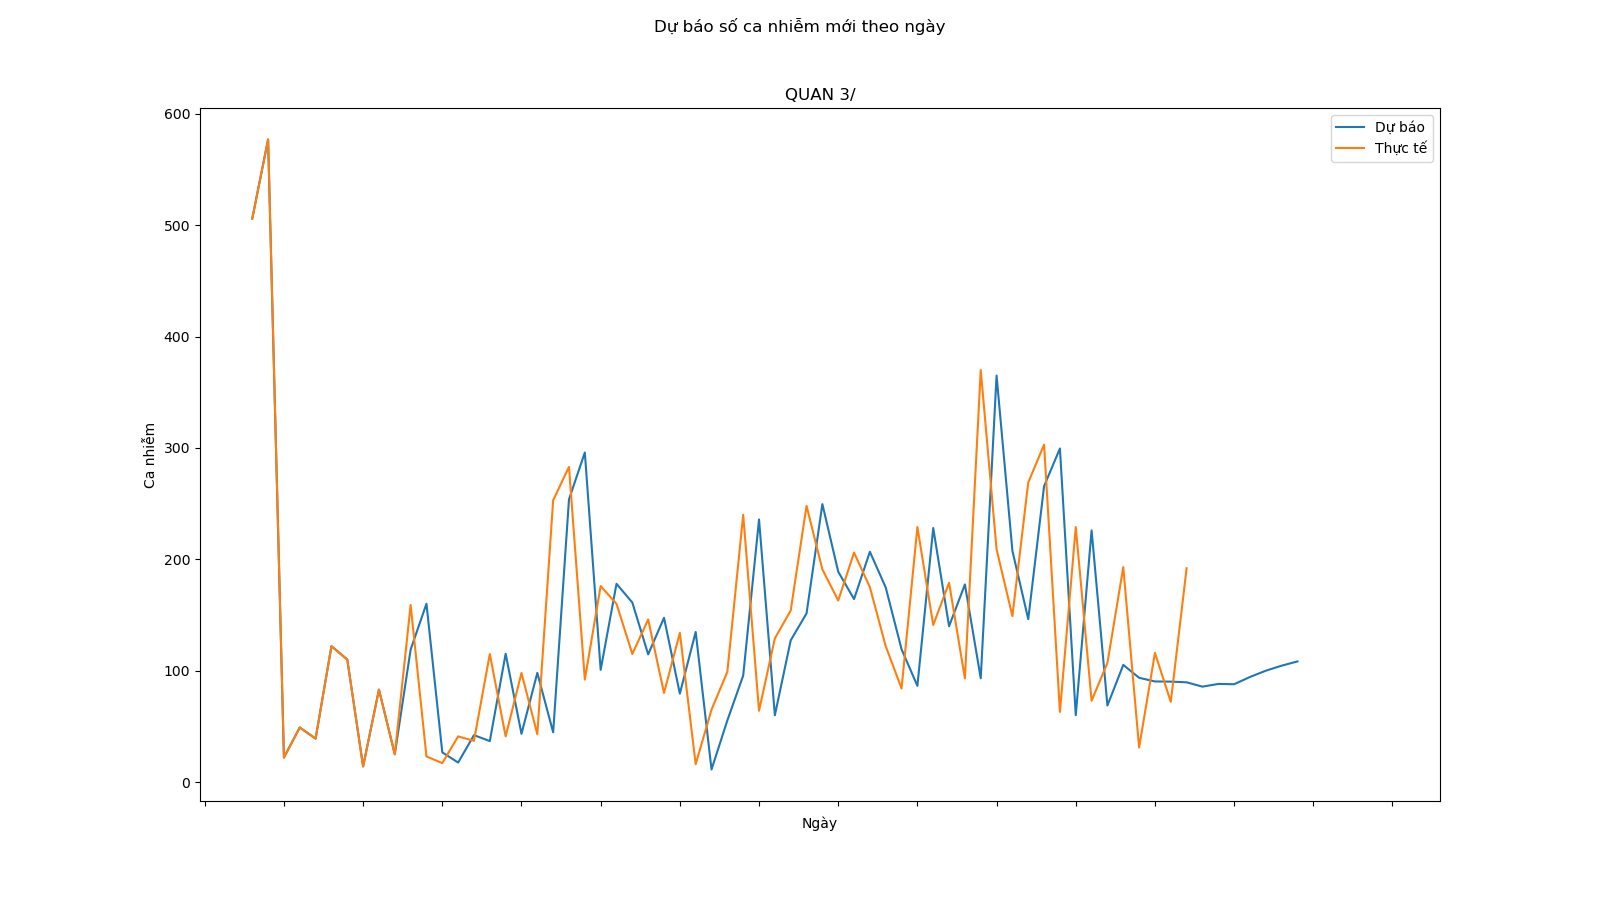 Dự báo số ca nhiễm mới theo ngày
QUAN 3/
Dự báo
Thực tế
600
500
400
300
200
100
0
Ca nhiễm
Ngày